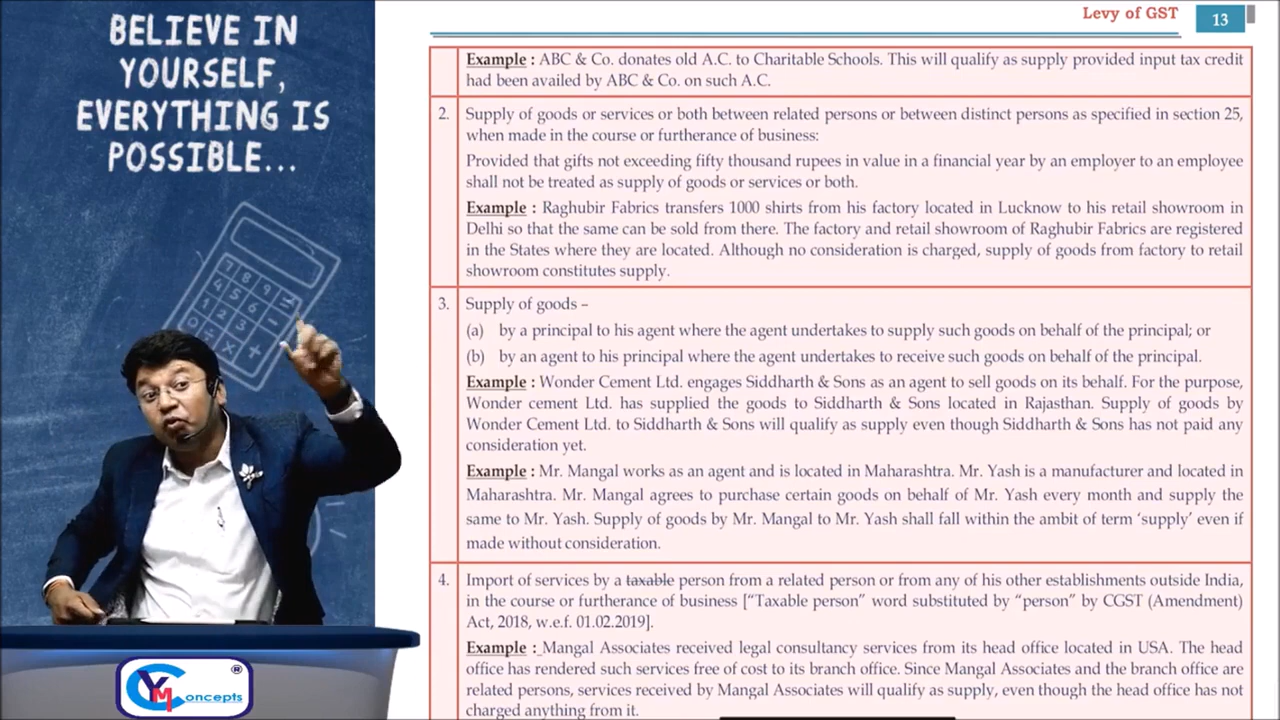 BELIEVE IN
YOURSELF,
EVERYTHING IS
POSSIBLE...
7 8 9 =
4 5 6 -
1 2 3
0 ÷ x +
CYM Concepts ®
Levy of GST 13
Example : ABC & Co. donates old A.C. to Charitable Schools. This will qualify as supply provided input tax credit
had been availed by ABC & Co. on such A.C.
2. Supply of goods or services or both between related persons or between distinct persons as specified in section 25,
when made in the course or furtherance of business:
Provided that gifts not exceeding fifty thousand rupees in value in a financial year by an employer to an employee
shall not be treated as supply of goods or services or both.
Example : Raghubir Fabrics transfers 1000 shirts from his factory located in Lucknow to his retail showroom in
Delhi so that the same can be sold from there. The factory and retail showroom of Raghubir Fabrics are registered
in the States where they are located. Although no consideration is charged, supply of goods from factory to retail
showroom constitutes supply.
3. Supply of goods –
(a) by a principal to his agent where the agent undertakes to supply such goods on behalf of the principal; or
(b) by an agent to his principal where the agent undertakes to receive such goods on behalf of the principal.
Example : Wonder Cement Ltd. engages Siddharth & Sons as an agent to sell goods on its behalf. For the purpose,
Wonder cement Ltd. has supplied the goods to Siddharth & Sons located in Rajasthan. Supply of goods by
Wonder Cement Ltd. to Siddharth & Sons will qualify as supply even though Siddharth & Sons has not paid any
consideration yet.
Example : Mr. Mangal works as an agent and is located in Maharashtra. Mr. Yash is a manufacturer and located in
Maharashtra. Mr. Mangal agrees to purchase certain goods on behalf of Mr. Yash every month and supply the
same to Mr. Yash. Supply of goods by Mr. Mangal to Mr. Yash shall fall within the ambit of term ‘supply’ even if
made without consideration.
4. Import of services by a taxable person from a related person or from any of his other establishments outside India,
in the course or furtherance of business [“Taxable person” word substituted by “person” by CGST (Amendment)
Act, 2018, w.e.f. 01.02.2019].
Example : Mangal Associates received legal consultancy services from its head office located in USA. The head
office has rendered such services free of cost to its branch office. Since Mangal Associates and the branch office are
related persons, services received by Mangal Associates will qualify as supply, even though the head office has not
charged anything from it.